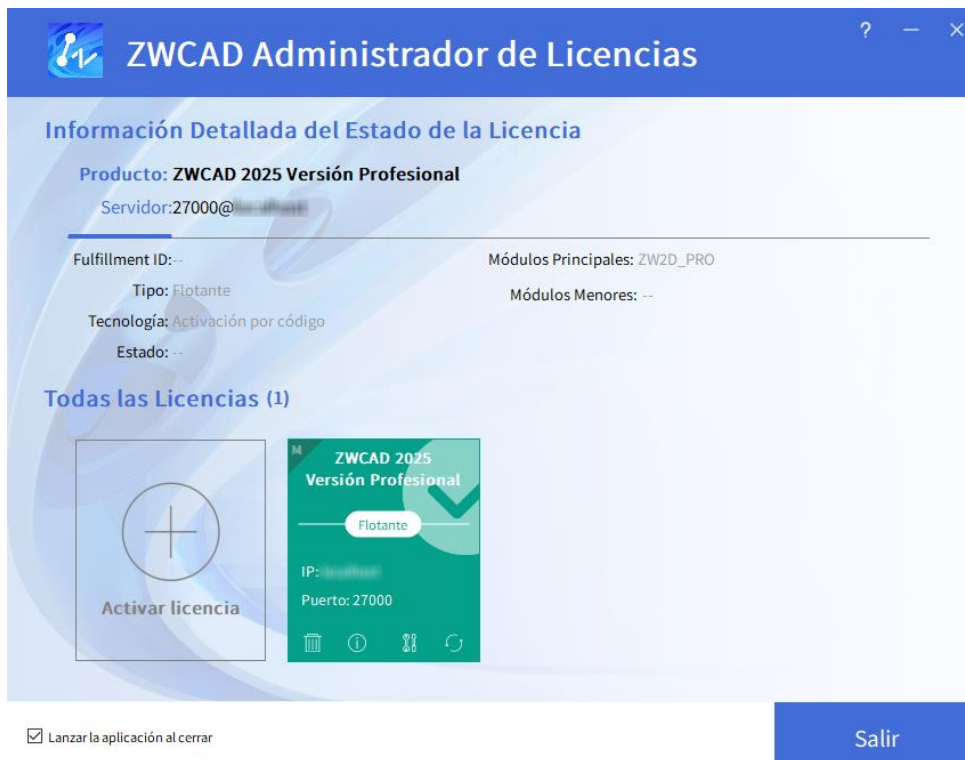 ZWCAD Administrador de Licencias
?
Información Detallada del Estado de la Licencia
Producto: ZWCAD 2025 Versión Profesional
Servidor:27000@
Fulfillment ID:--
Módulos Principales: ZW2D_PRO
Tipo: Flotante
Módulos Menores: --
Tecnología: Activación por código
Estado: --
Todas las Licencias (1)
Activar licencia
M
ZWCAD 2025
Versión Profesional
Flotante
IP:
Puerto: 27000
Lanzar la aplicación al cerrar
Salir